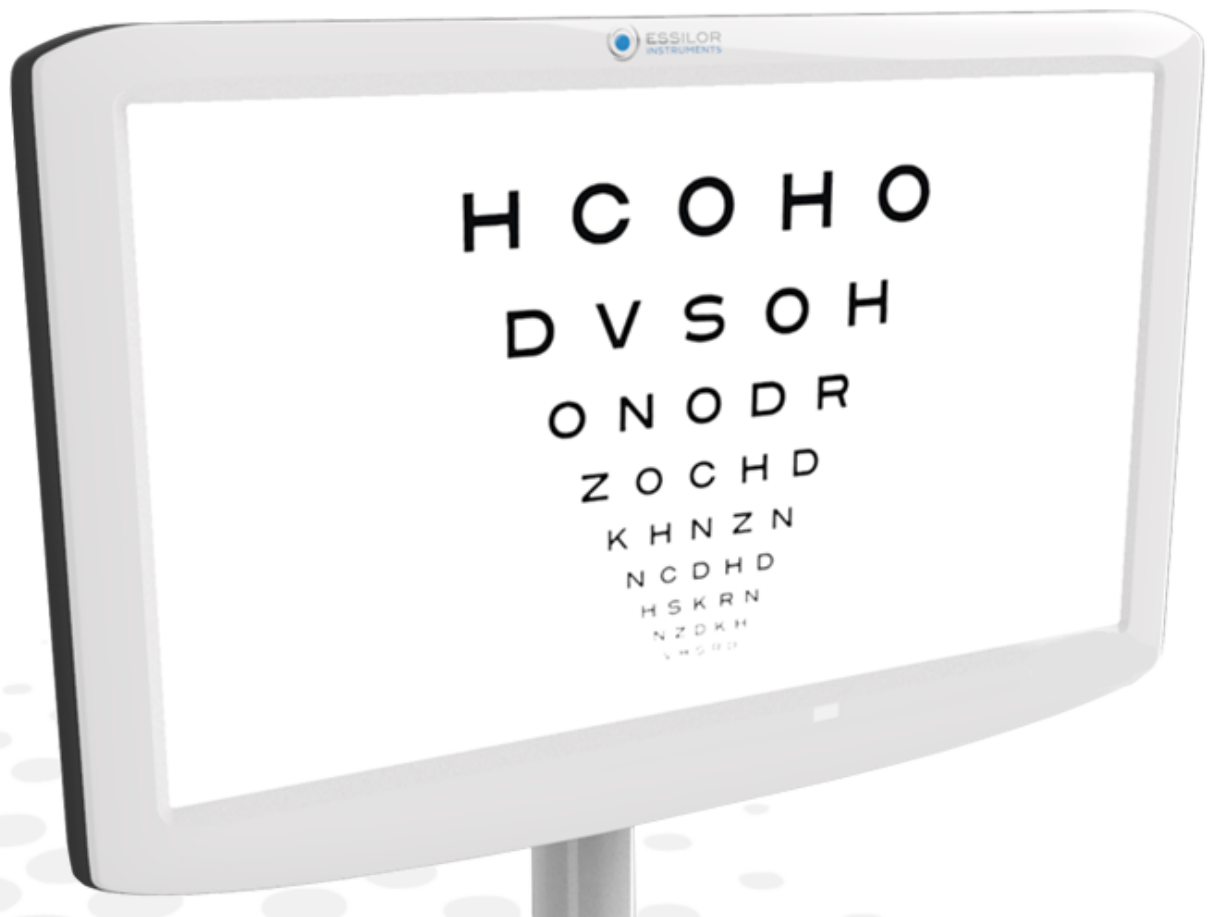 ESSILOR
INSTRUMENTS
H C O H O
D V S O H
O N O D R
Z O C H D
K H N Z N
N C D H D
H S K R N
N Z D K H